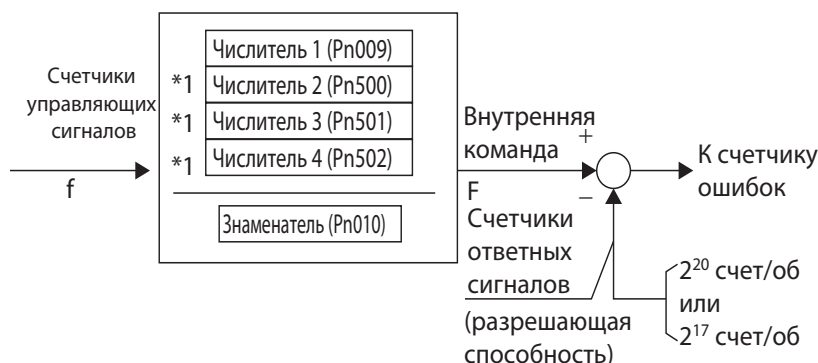 Счетчики
управляющих
сигналов
f
Числитель 1 (Pn009)
*1 Числитель 2 (Pn500)
*1 Числитель 3 (Pn501)
*1 Числитель 4 (Pn502)
Знаменатель (Pn010)
Внутренняя
команда
F
+
−
К счетчику
ошибок
Счетчики
ответных
сигналов
(разрешающая
способность)
2²⁰ счет/об
или
2¹⁷ счет/об